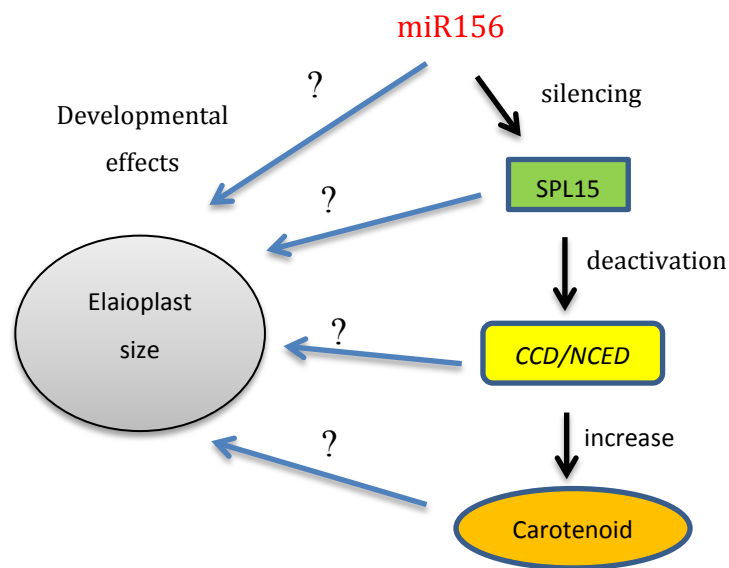 miR156
?
silencing
Developmental
effects
SPL15
?
deactivation
Elaioplast
size
?
CCD/NCED
?
increase
Carotenoid